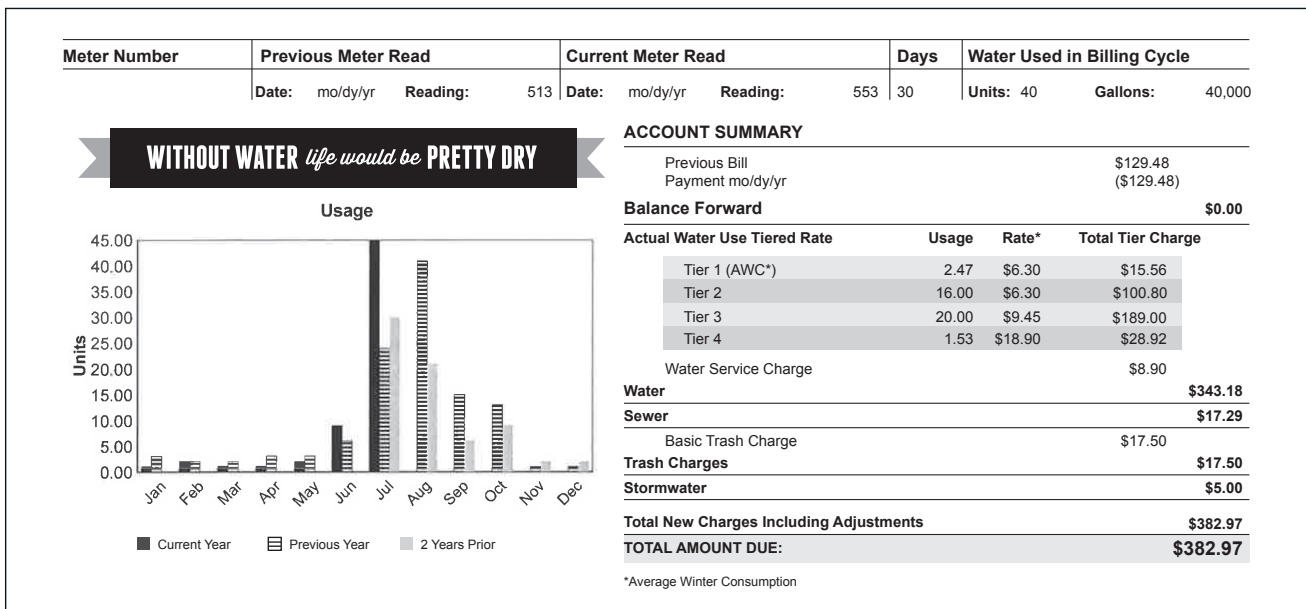 Meter Number Previous Meter Read Current Meter Read Days Water Used in Billing Cycle
Date: mo/dy/yr Reading: 513 Date: mo/dy/yr Reading: 553 30 Units: 40 Gallons: 40,000
WITHOUT WATER life would be PRETTY DRY
Usage
45.00
40.00
35.00
30.00
25.00
20.00
15.00
10.00
5.00
0.00
Units
Jan Feb Mar Apr May Jun Jul Aug Sep Oct Nov Dec
Current Year Previous Year 2 Years Prior
ACCOUNT SUMMARY
Previous Bill $129.48
Payment mo/dy/yr ($129.48)
Balance Forward $0.00
Actual Water Use Tiered Rate Usage Rate* Total Tier Charge
Tier 1 (AWC*) 2.47 $6.30 $15.56
Tier 2 16.00 $6.30 $100.80
Tier 3 20.00 $9.45 $189.00
Tier 4 1.53 $18.90 $28.92
Water Service Charge $8.90
Water $343.18
Sewer $17.29
Basic Trash Charge $17.50
Trash Charges $17.50
Stormwater $5.00
Total New Charges Including Adjustments $382.97
TOTAL AMOUNT DUE: $382.97
*Average Winter Consumption